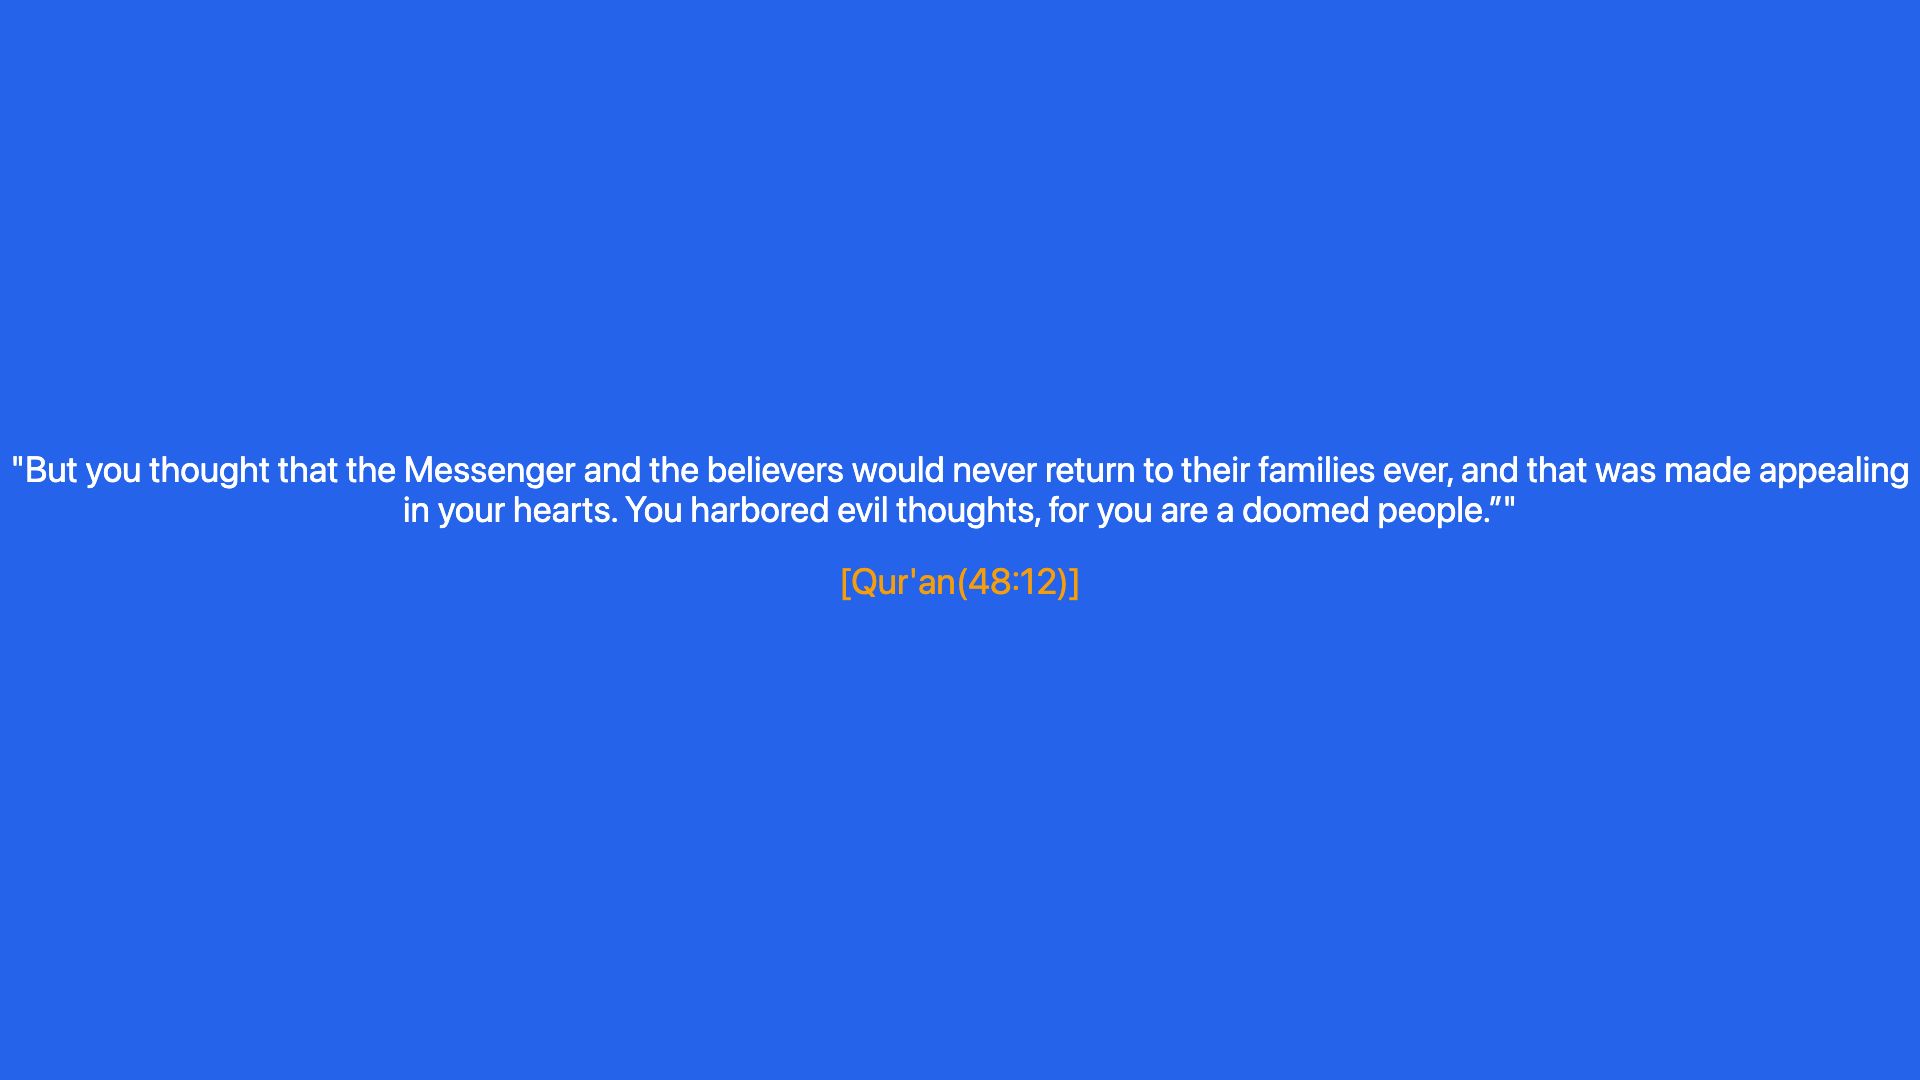 "But you thought that the Messenger and the believers would never return to their families ever, and that was made appealing
in your hearts. You harbored evil thoughts, for you are a doomed people.”"
[Qur'an(48:12)]